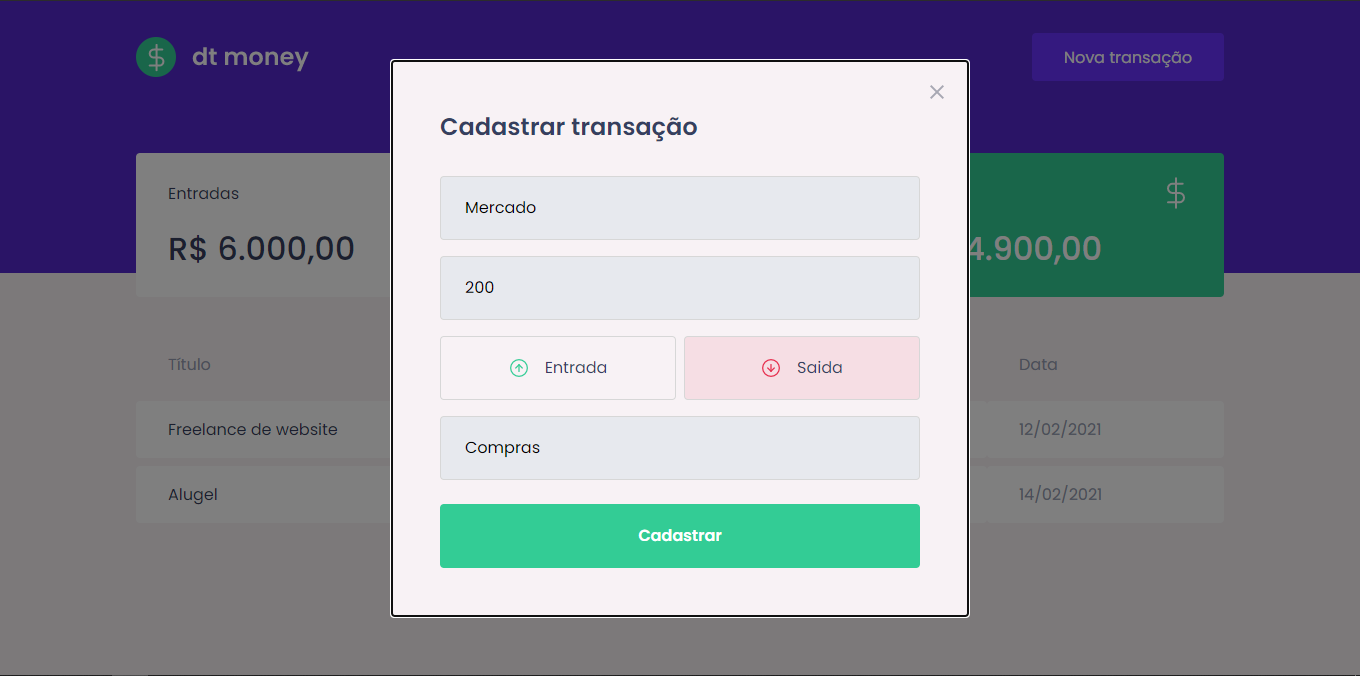 dt money
Nova transação
Cadastrar transação
Entradas
R$ 6.000,00
4.900,00
Mercado
200
Entrada
Saida
Compras
Cadastrar
Título
Data
Freelance de website
12/02/2021
Alugel
14/02/2021